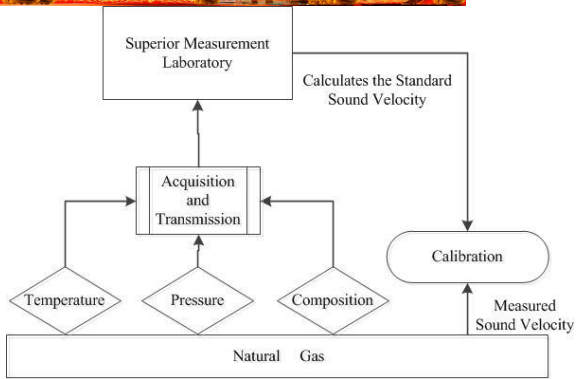 Superior Measurement
Laboratory
Calculates the Standard
Sound Velocity
Acquisition
and
Transmission
Calibration
Temperature
Pressure
Composition
Measured
Sound Velocity
Natural Gas